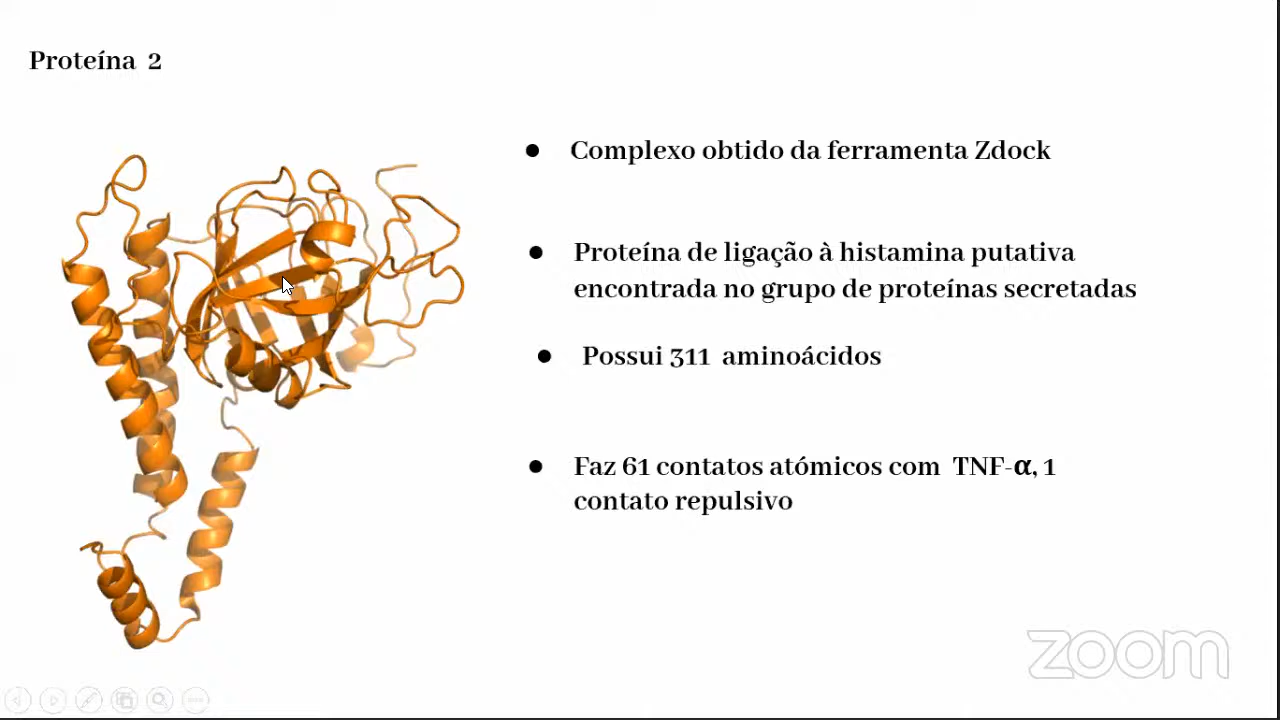 Proteína 2
● Complexo obtido da ferramenta Zdock
● Proteína de ligação à histamina putativa
encontrada no grupo de proteínas secretadas
● Possui 311 aminoácidos
● Faz 61 contatos atómicos com TNF-α, 1
contato repulsivo
zoom